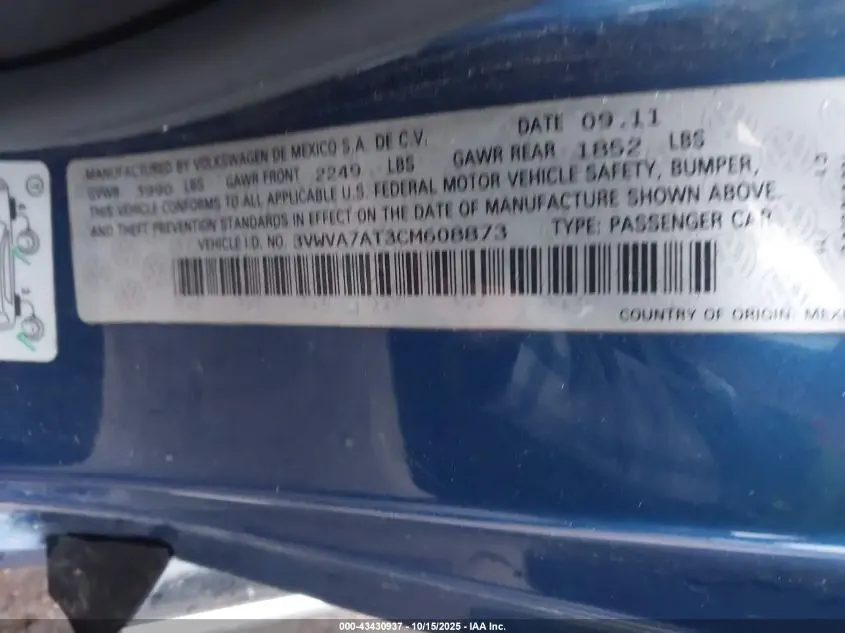 MANUFACTURED BY VOLKSWAGEN DE MEXICO S.A. DE C.V. DATE 09.11
GVWR 3990 LBS GAWR FRONT 2249 LBS GAWR REAR 1852 LBS
THIS VEHICLE CONFORMS TO ALL APPLICABLE U.S. FEDERAL MOTOR VEHICLE SAFETY, BUMPER,
AND THEFT PREVENTION STANDARDS IN EFFECT ON THE DATE OF MANUFACTURE SHOWN ABOVE.
VEHICLE I.D. NO. 3VWVA7AT3CM608873 TYPE: PASSENGER CAR
COUNTRY OF ORIGIN: MEXI
000-43430937 - 10/15/2025 - IAA Inc.